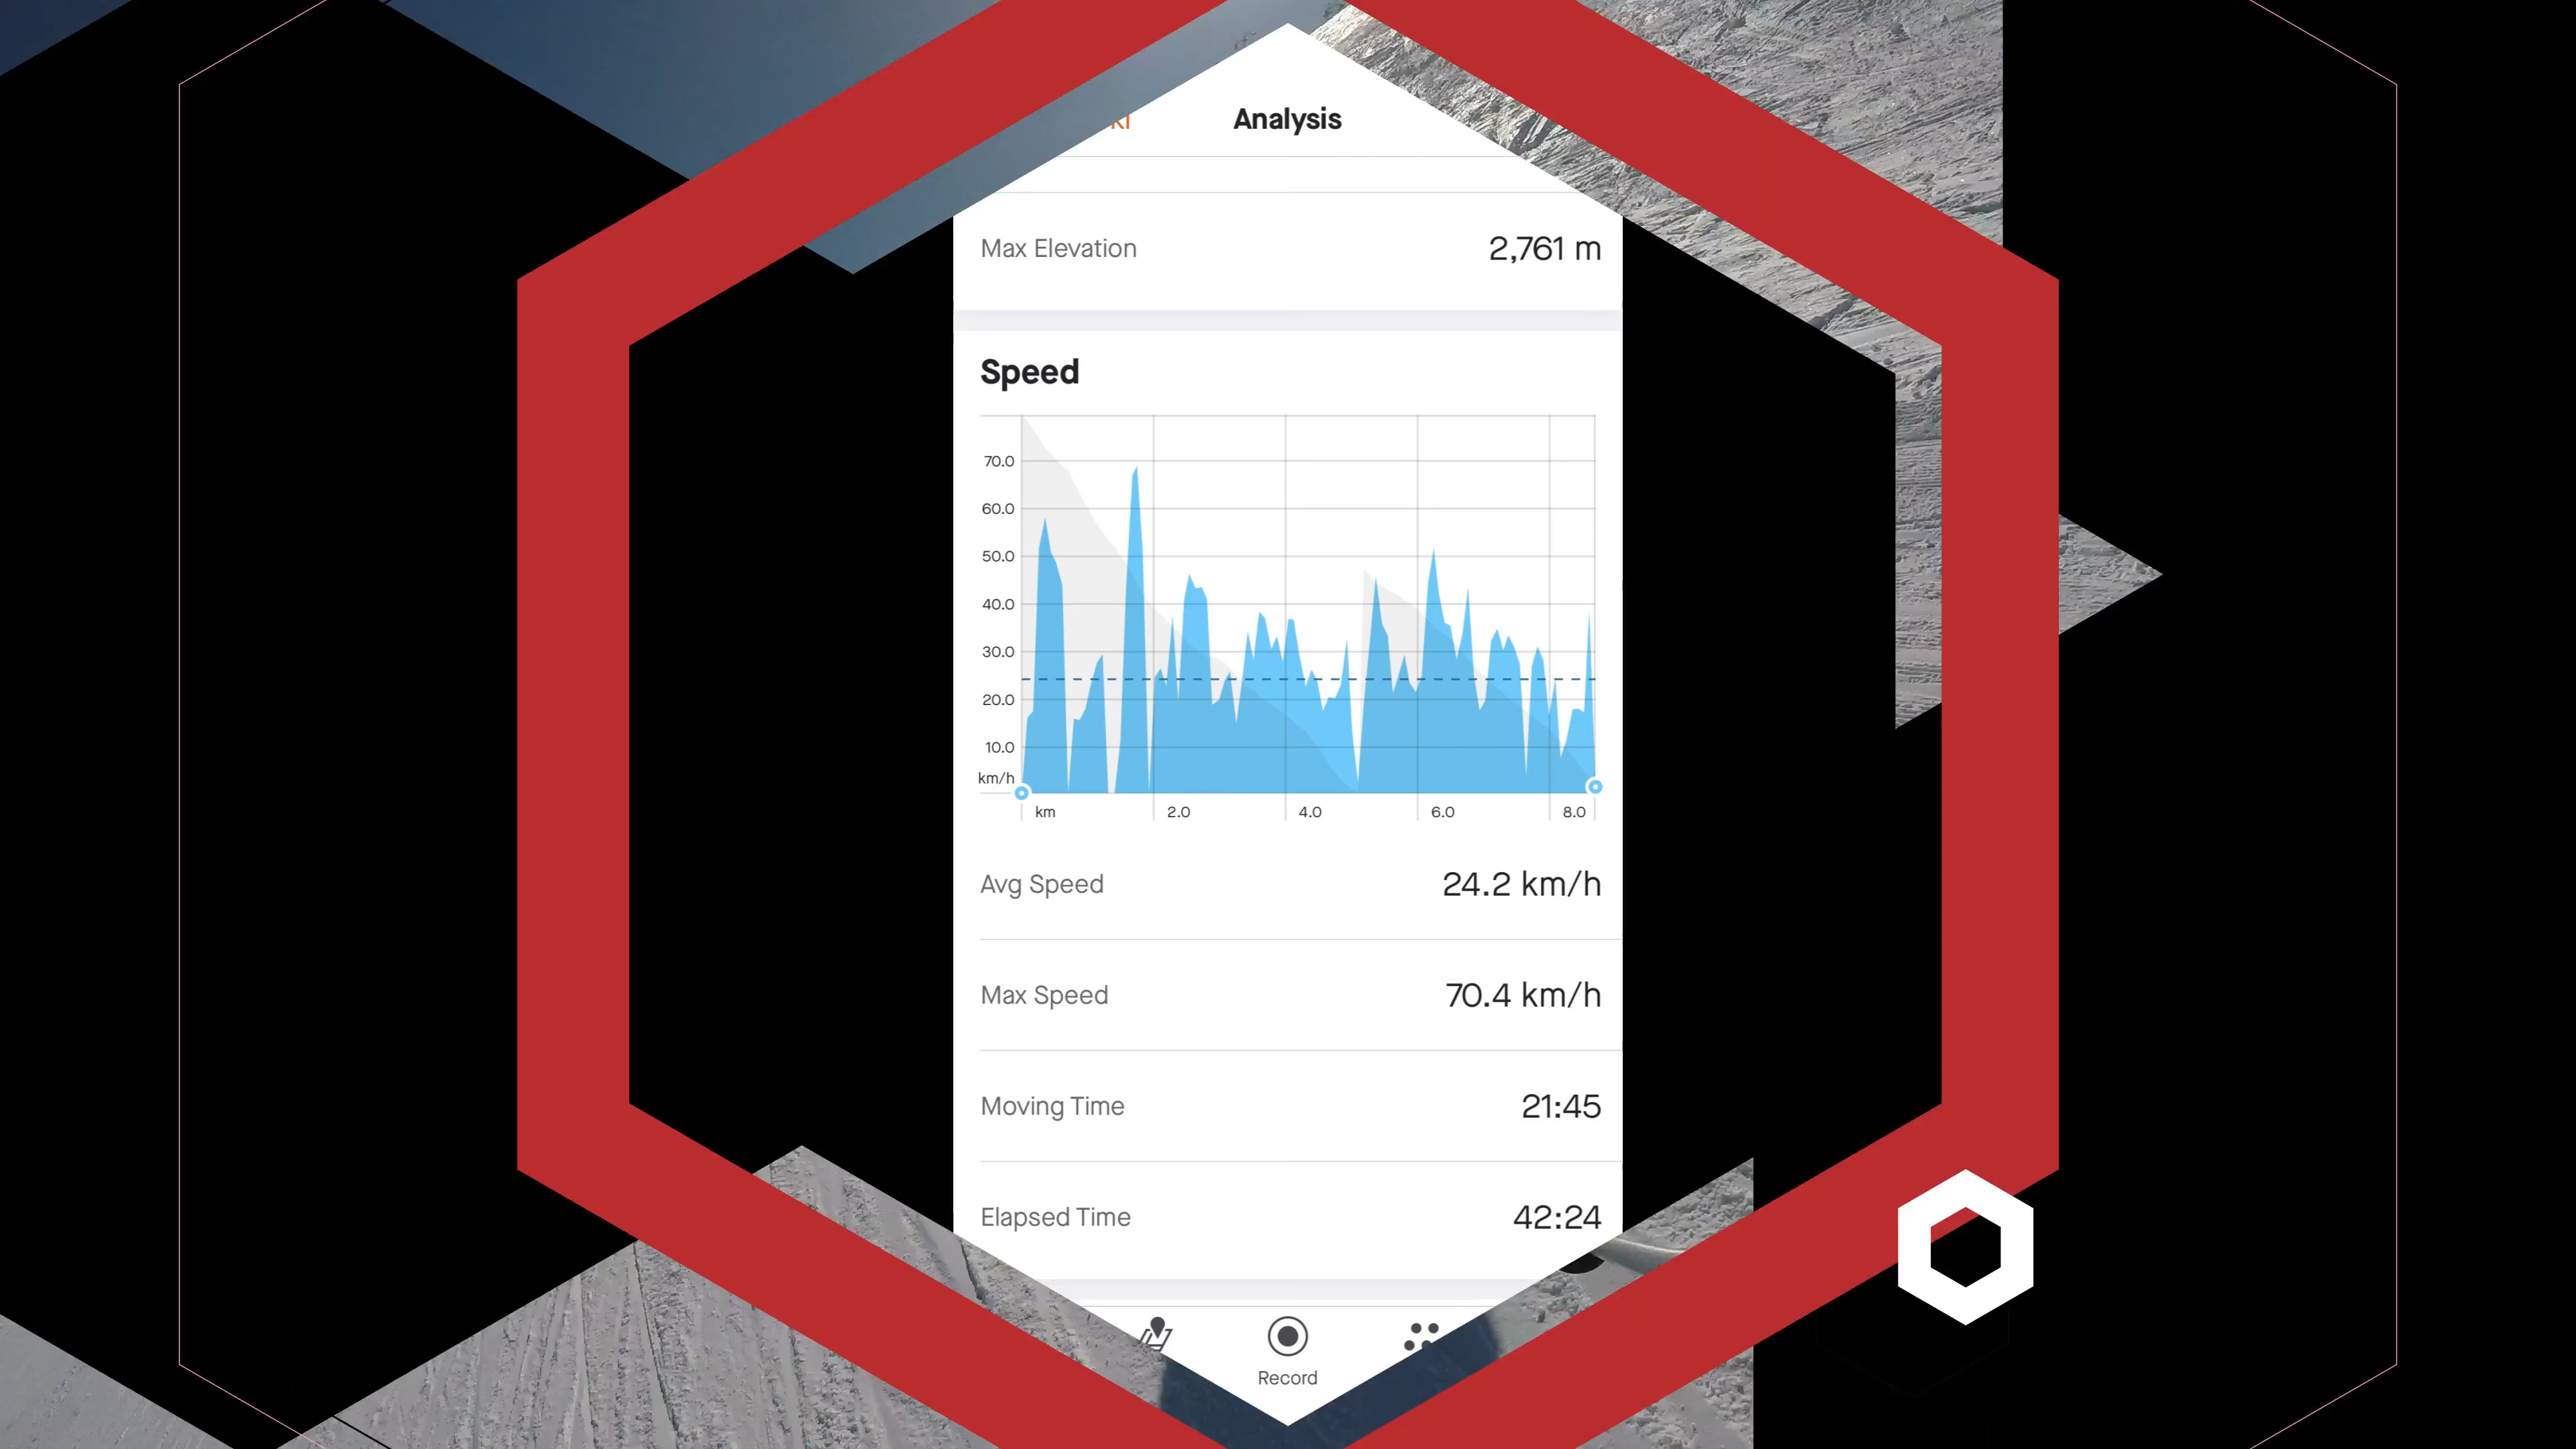 Analysis
Max Elevation 2,761 m
Speed
70.0
60.0
50.0
40.0
30.0
20.0
10.0
km/h
km 2.0 4.0 6.0 8.0
Avg Speed 24.2 km/h
Max Speed 70.4 km/h
Moving Time 21:45
Elapsed Time 42:24
Record